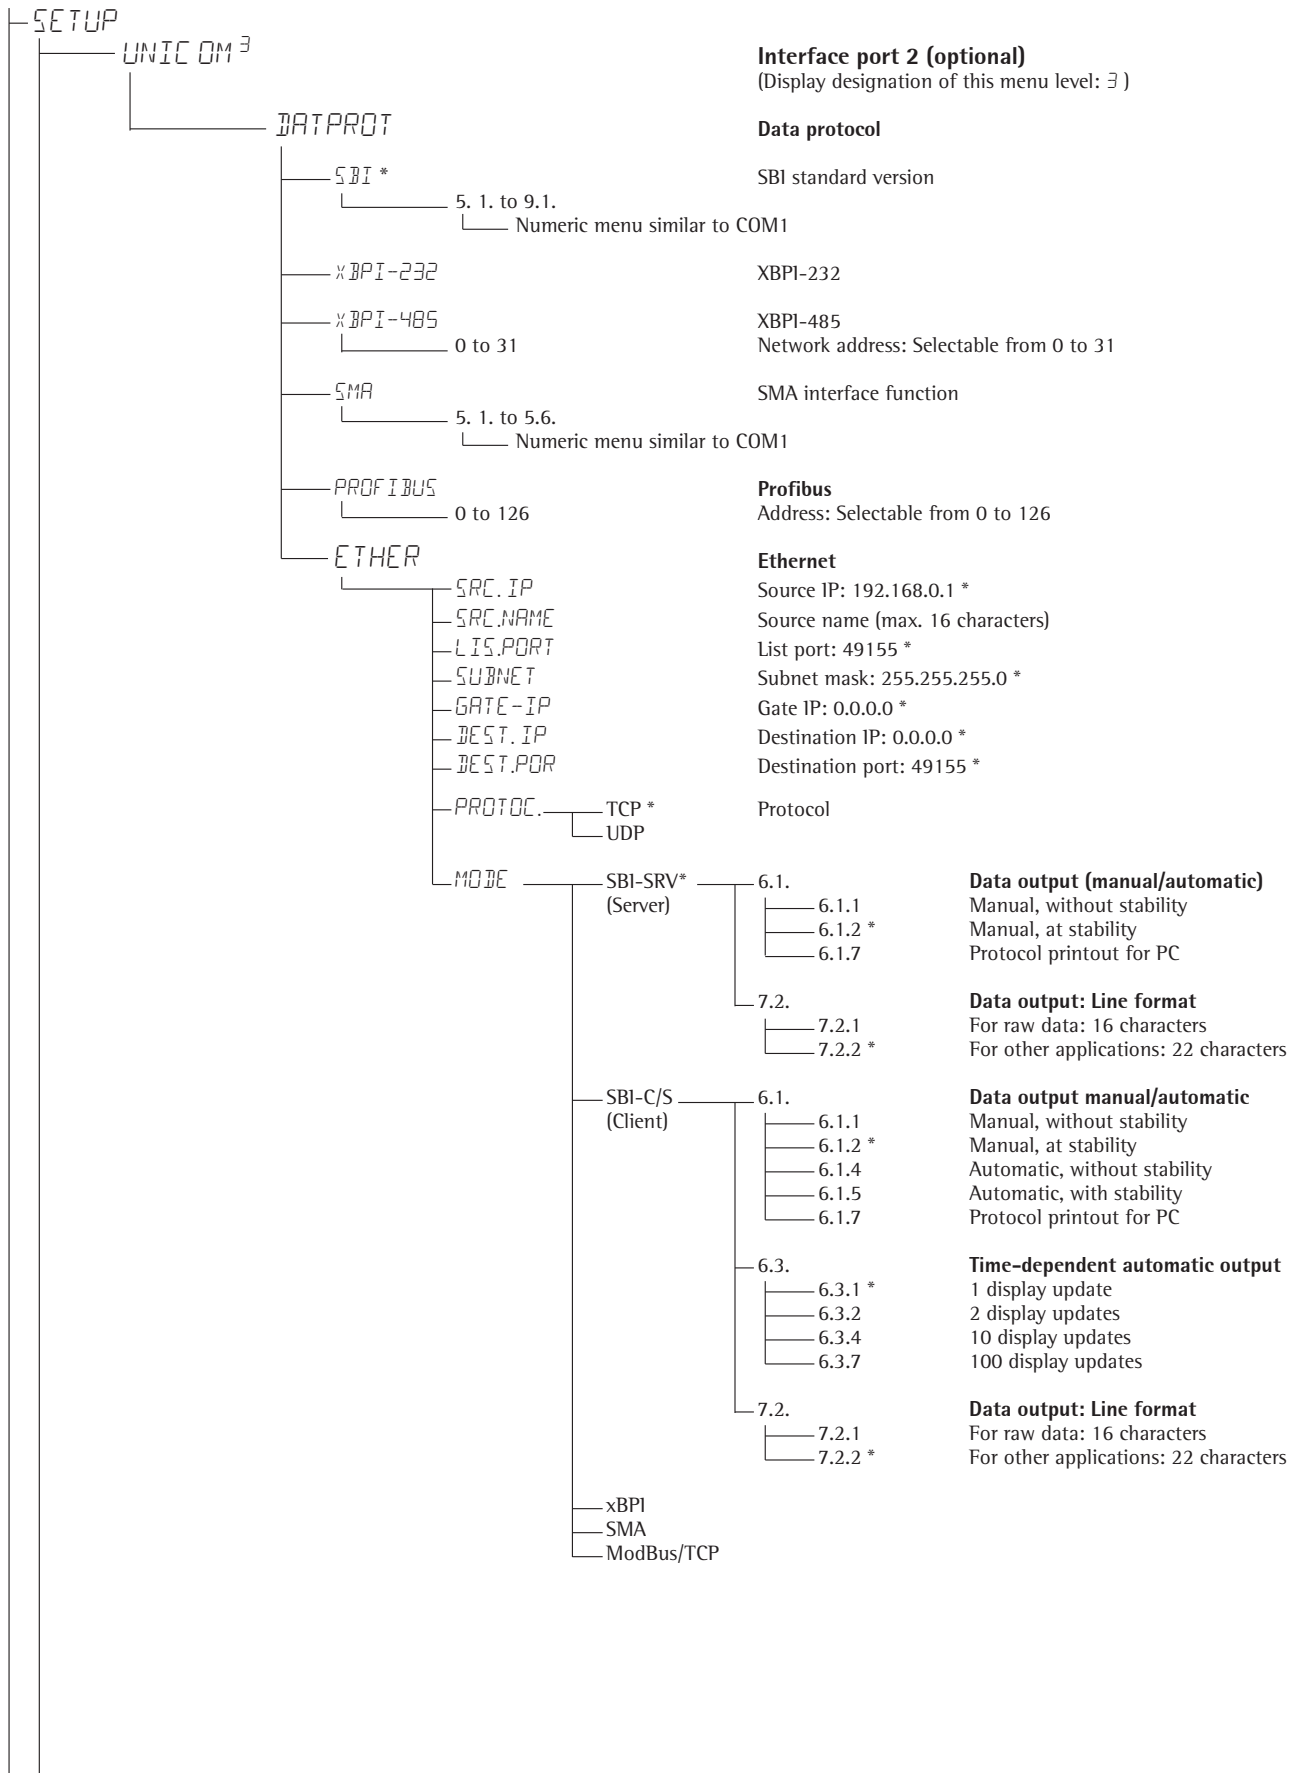 SETUP
UNICOM 3 Interface port 2 (optional)
(Display designation of this menu level: 3 )
DATPROT Data protocol
SBI * SBI standard version
5. 1. to 9.1.
Numeric menu similar to COM1
XBPI-232 XBPI-232
XBPI-485 XBPI-485
0 to 31 Network address: Selectable from 0 to 31
SMA SMA interface function
5. 1. to 5.6.
Numeric menu similar to COM1
PROFIBUS Profibus
0 to 126 Address: Selectable from 0 to 126
ETHER Ethernet
SRC.IP Source IP: 192.168.0.1 *
SRC.NAME Source name (max. 16 characters)
LIS.PORT List port: 49155 *
SUBNET Subnet mask: 255.255.255.0 *
GATE-IP Gate IP: 0.0.0.0 *
DEST.IP Destination IP: 0.0.0.0 *
DEST.POR Destination port: 49155 *
PROTOC. TCP * Protocol
UDP
MODE SBI-SRV* 6.1. Data output (manual/automatic)
(Server) 6.1.1 Manual, without stability
6.1.2 * Manual, at stability
6.1.7 Protocol printout for PC
7.2. Data output: Line format
7.2.1 For raw data: 16 characters
7.2.2 * For other applications: 22 characters
SBI-C/S 6.1. Data output manual/automatic
(Client) 6.1.1 Manual, without stability
6.1.2 * Manual, at stability
6.1.4 Automatic, without stability
6.1.5 Automatic, with stability
6.1.7 Protocol printout for PC
6.3. Time-dependent automatic output
6.3.1 * 1 display update
6.3.2 2 display updates
6.3.4 10 display updates
6.3.7 100 display updates
7.2. Data output: Line format
7.2.1 For raw data: 16 characters
7.2.2 * For other applications: 22 characters
xBPI
SMA
ModBus/TCP